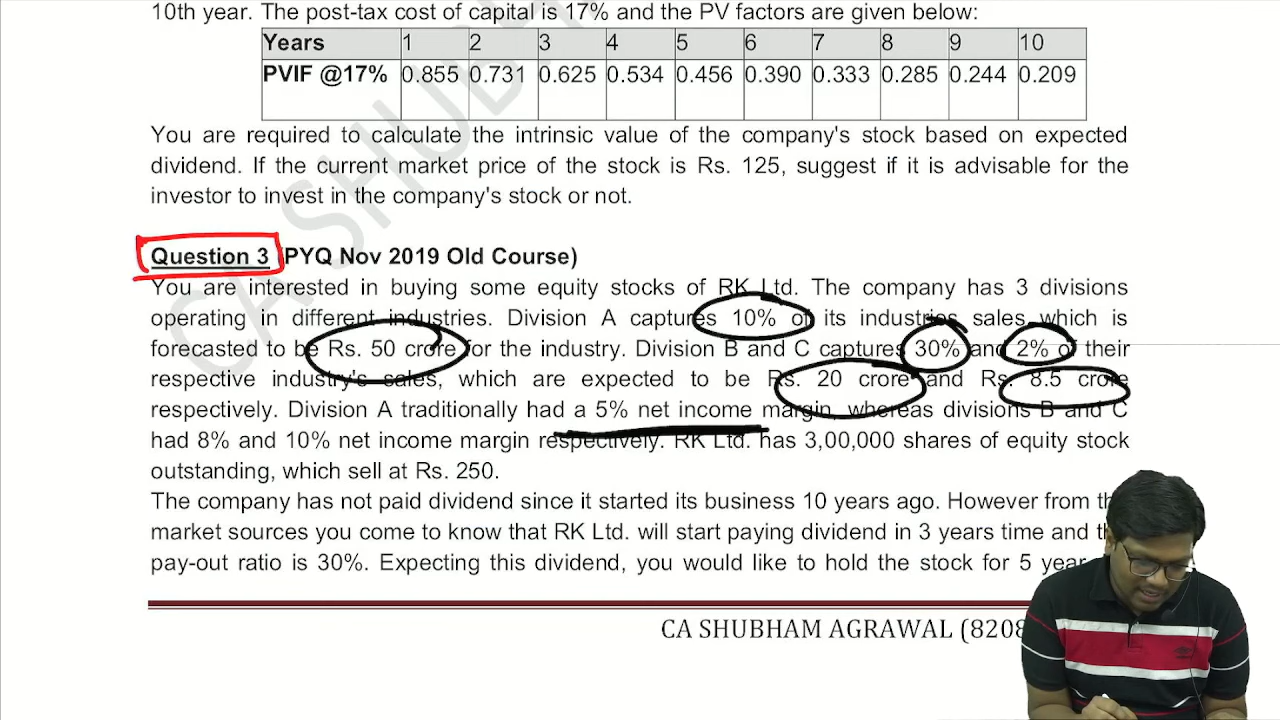 10th year. The post-tax cost of capital is 17% and the PV factors are given below:
Years 1 2 3 4 5 6 7 8 9 10
PVIF @17% 0.855 0.731 0.625 0.534 0.456 0.390 0.333 0.285 0.244 0.209
You are required to calculate the intrinsic value of the company's stock based on expected
dividend. If the current market price of the stock is Rs. 125, suggest if it is advisable for the
investor to invest in the company's stock or not.
Question 3 (PYQ Nov 2019 Old Course)
You are interested in buying some equity stocks of RK Ltd. The company has 3 divisions
operating in different industries. Division A captures 10% of its industries sales which is
forecasted to be Rs. 50 crore for the industry. Division B and C captures 30% and 2% of their
respective industry's sales, which are expected to be Rs. 20 crore and Rs. 8.5 crore
respectively. Division A traditionally had a 5% net income margin, whereas divisions B and C
had 8% and 10% net income margin respectively. RK Ltd. has 3,00,000 shares of equity stock
outstanding, which sell at Rs. 250.
The company has not paid dividend since it started its business 10 years ago. However from
market sources you come to know that RK Ltd. will start paying dividend in 3 years time and
pay-out ratio is 30%. Expecting this dividend, you would like to hold the stock for 5
CA SHUBHAM AGRAWAL (8208